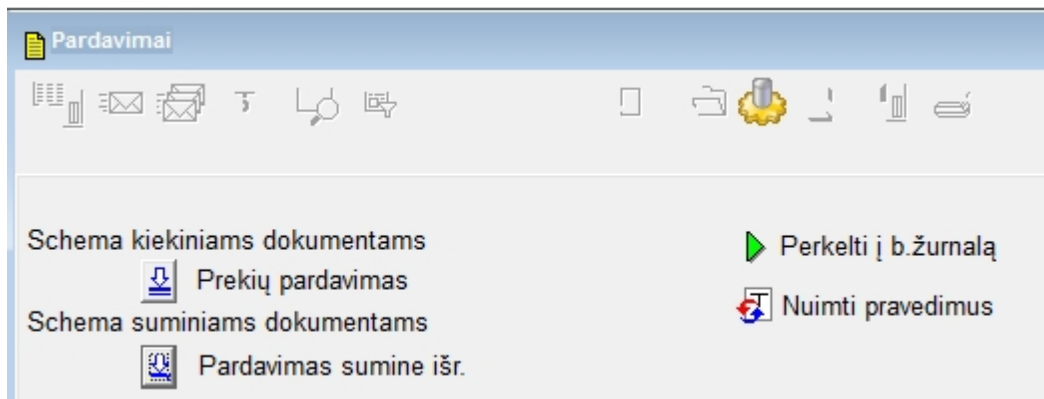 Pardavimai
Schema kiekiniams dokumentams
Prekių pardavimas
Schema suminiams dokumentams
Pardavimas sumine išr.
Perkelti į b.žurnalą
Nuimti pravedimus